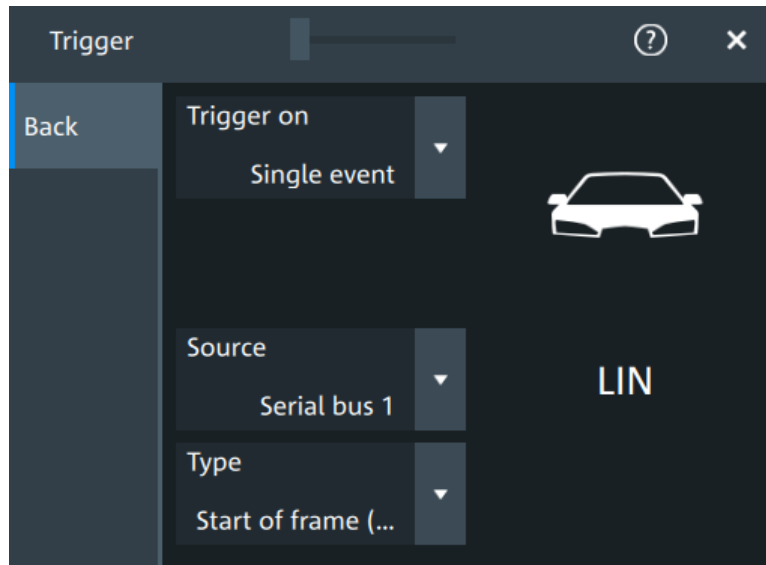 Trigger
?
×
Back
Trigger on
Single event
Source
Serial bus 1
LIN
Type
Start of frame (...